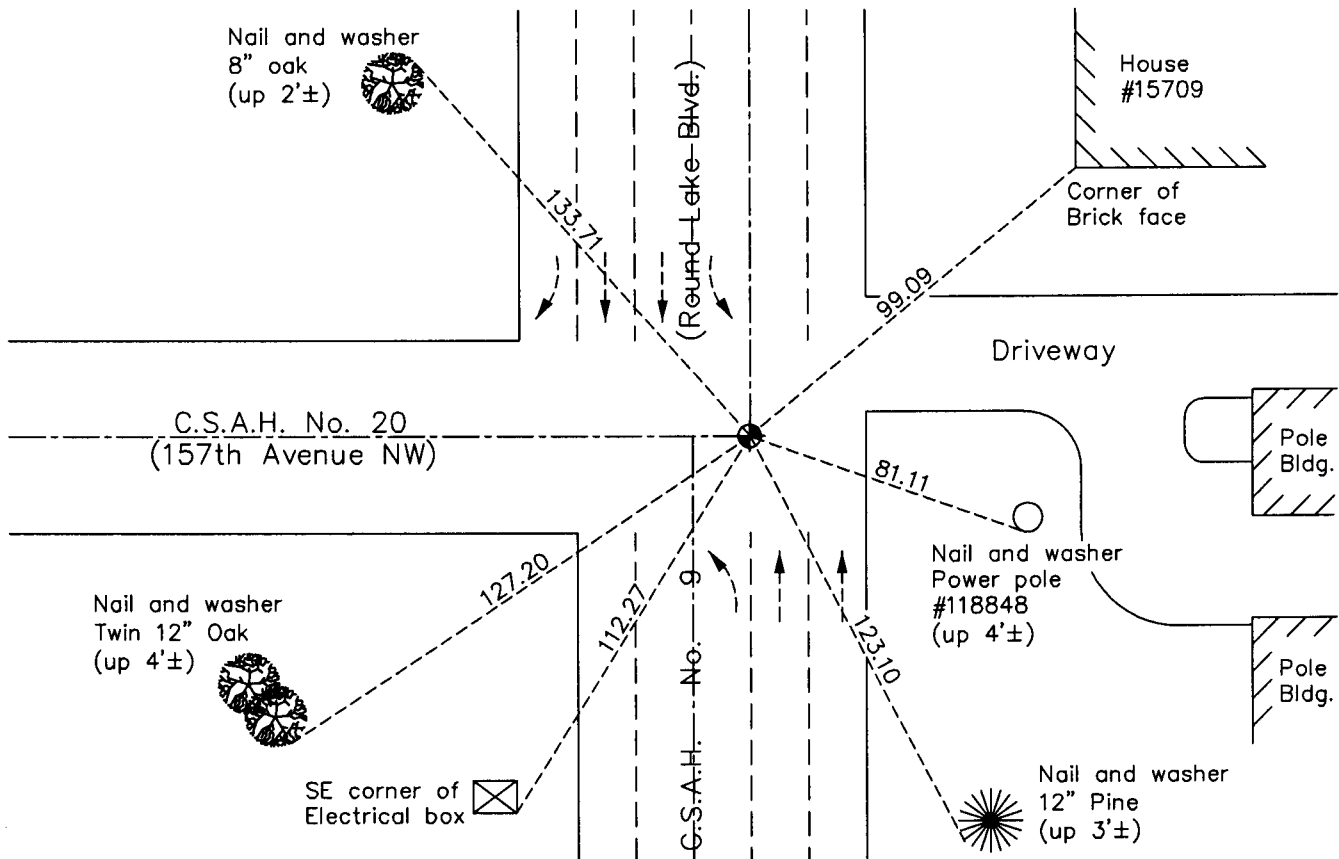 Nail and washer
8" oak
(up 2'±)
(Round Lake Blvd.)
House
#15709
Corner of
Brick face
133.71
99.09
Driveway
C.S.A.H. No. 20
(157th Avenue NW)
Pole
Bldg.
81.11
Nail and washer
Power pole
#118848
(up 4'±)
127.20
112.27
123.10
C.S.A.H. No. 9
Nail and washer
Twin 12" Oak
(up 4'±)
Pole
Bldg.
SE corner of
Electrical box
Nail and washer
12" Pine
(up 3'±)